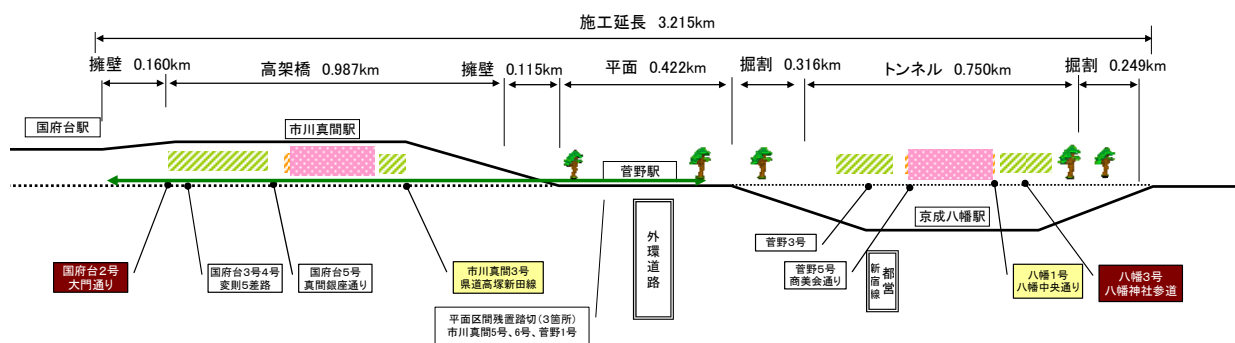 施工延長 3.215km
擁壁 0.160km
高架橋 0.987km
擁壁 0.115km
平面 0.422km
掘割 0.316km
トンネル 0.750km
掘割 0.249km
国府台駅
市川真間駅
菅野駅
京成八幡駅
国府台2号
大門通り
国府台3号4号
変則5差路
国府台5号
真間銀座通り
市川真間3号
県道高塚新田線
平面区間残置踏切(3箇所)
市川真間5号、6号、菅野1号
外環道路
菅野3号
菅野5号
商美会通り
都営
新宿線
八幡1号
八幡中央通り
八幡3号
八幡神社参道